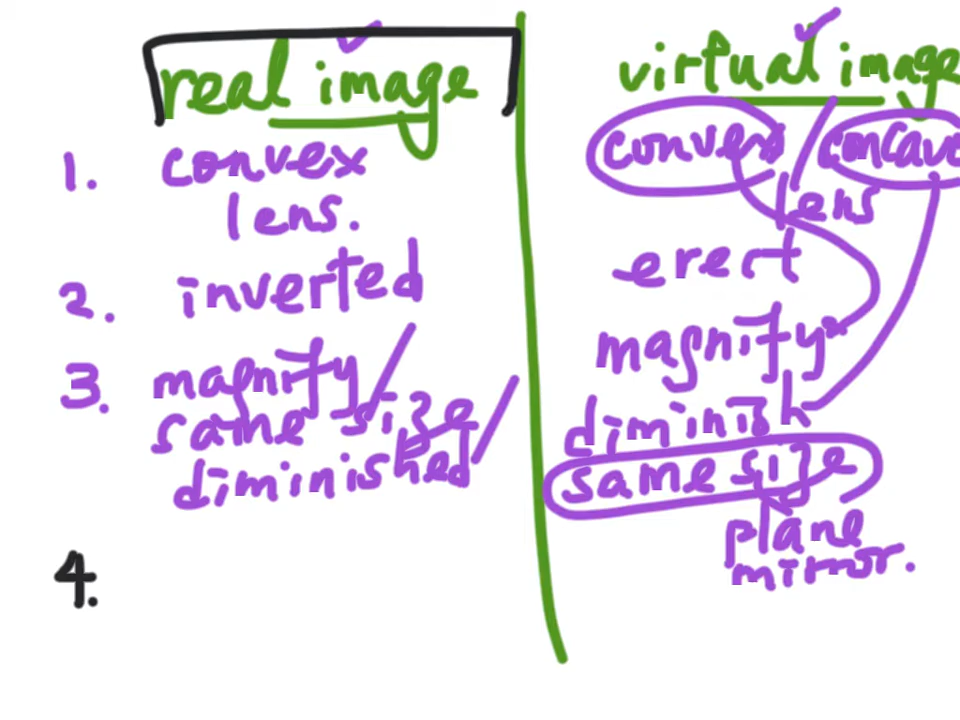 real image
1. convex
lens.
2. inverted
3. magnify/
same size/
diminished
4.
virtual image
convex/concave
lens
erect
magnify
diminish
same size
plane
mirror.